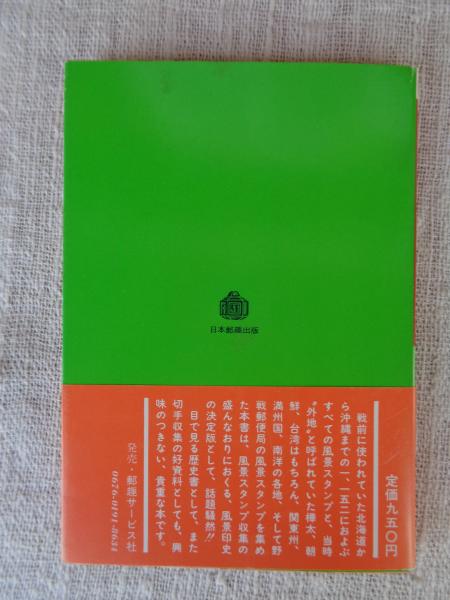 日本郵趣出版
定価九五〇円
戦前に使われていた北海道か
ら沖縄までの一、一五二におよぶ
すべての風景スタンプと、当時
"外地"と呼ばれていた樺太、朝
鮮、台湾はもちろん、関東州、
満州国、南洋の各地、そして野
戦郵便局の風景スタンプを集め
た本書は、風景スタンプ収集の
盛んなおりにおくる、風景印史
の決定版として、話題騒然!!
目で見る歴史書として、また
切手収集の好資料としても、興
味のつきない、貴重な本です。
発売・郵趣サービス社
0676-0191-7634